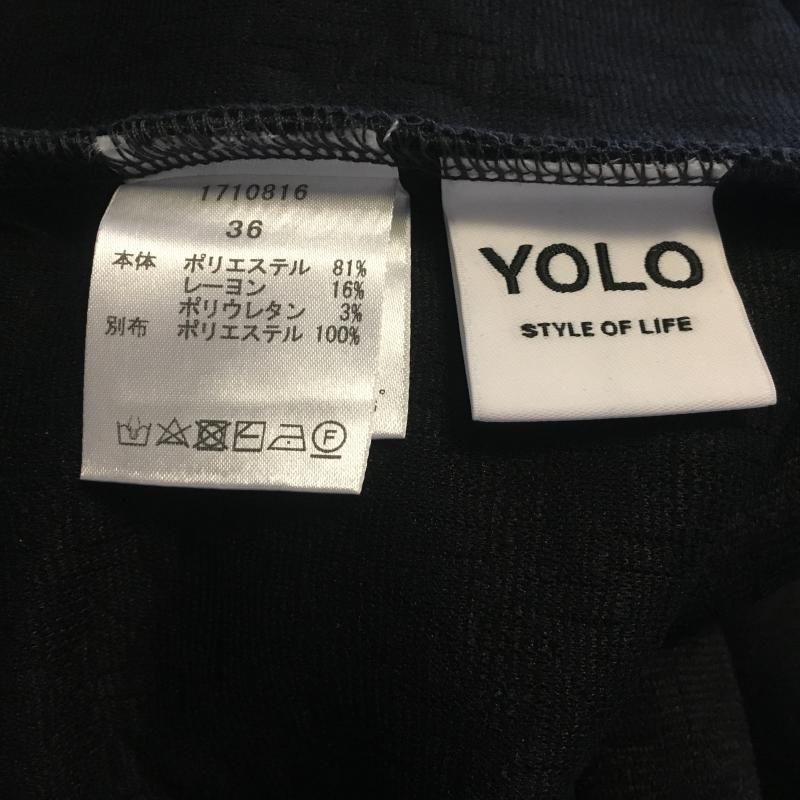 1710816
36
本体 ポリエステル 81%
レーヨン 16%
ポリウレタン 3%
別布 ポリエステル 100%
F
YOLO
STYLE OF LIFE